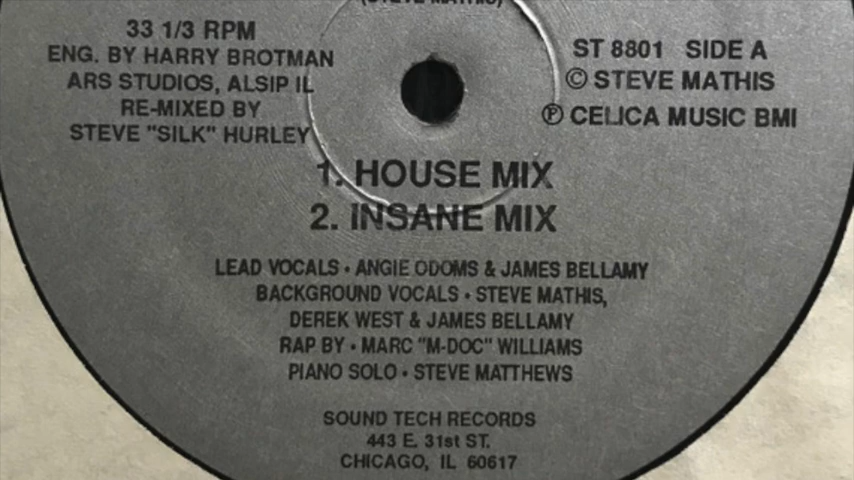 (STEVE MATHIS)
33 1/3 RPM
ENG. BY HARRY BROTMAN
ARS STUDIOS, ALSIP IL
RE-MIXED BY
STEVE "SILK" HURLEY
ST 8801 SIDE A
© STEVE MATHIS
℗ CELICA MUSIC BMI
1. HOUSE MIX
2. INSANE MIX
LEAD VOCALS • ANGIE ODOMS & JAMES BELLAMY
BACKGROUND VOCALS • STEVE MATHIS,
DEREK WEST & JAMES BELLAMY
RAP BY • MARC "M-DOC" WILLIAMS
PIANO SOLO • STEVE MATTHEWS
SOUND TECH RECORDS
443 E. 31st ST.
CHICAGO, IL 60617